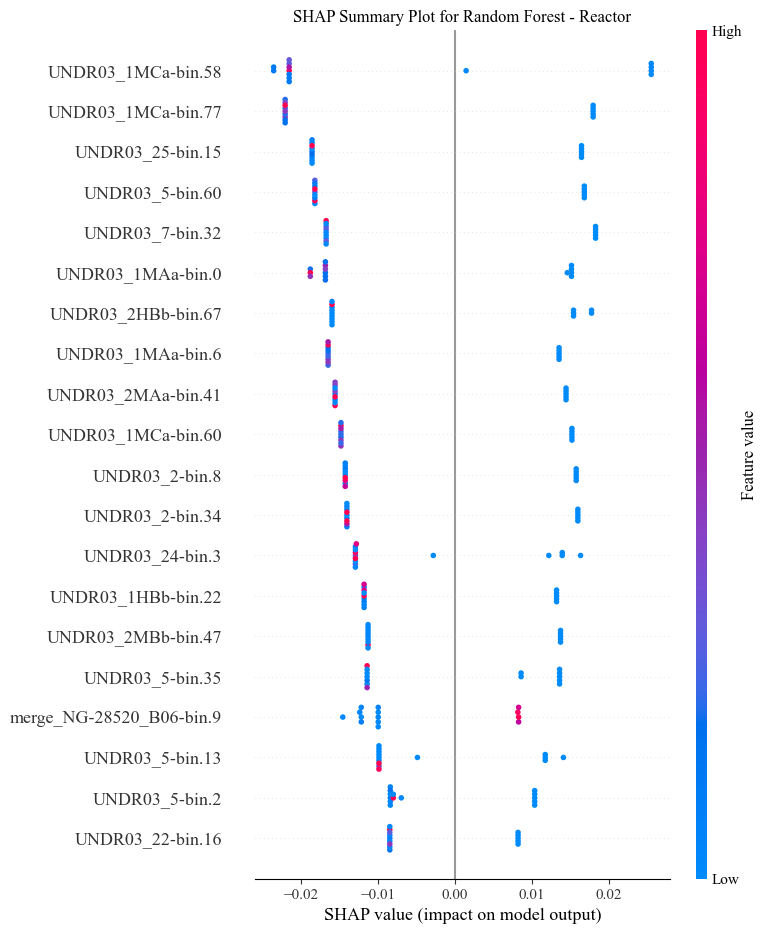 SHAP Summary Plot for Random Forest - Reactor
High
UNDR03_1MCa-bin.58
UNDR03_1MCa-bin.77
UNDR03_25-bin.15
UNDR03_5-bin.60
UNDR03_7-bin.32
UNDR03_1MAa-bin.0
UNDR03_2HBb-bin.67
UNDR03_1MAa-bin.6
UNDR03_2MAa-bin.41
UNDR03_1MCa-bin.60
UNDR03_2-bin.8
UNDR03_2-bin.34
UNDR03_24-bin.3
UNDR03_1HBb-bin.22
UNDR03_2MBb-bin.47
UNDR03_5-bin.35
merge_NG-28520_B06-bin.9
UNDR03_5-bin.13
UNDR03_5-bin.2
UNDR03_22-bin.16
Feature value
Low
−0.02 −0.01 0.00 0.01 0.02
SHAP value (impact on model output)